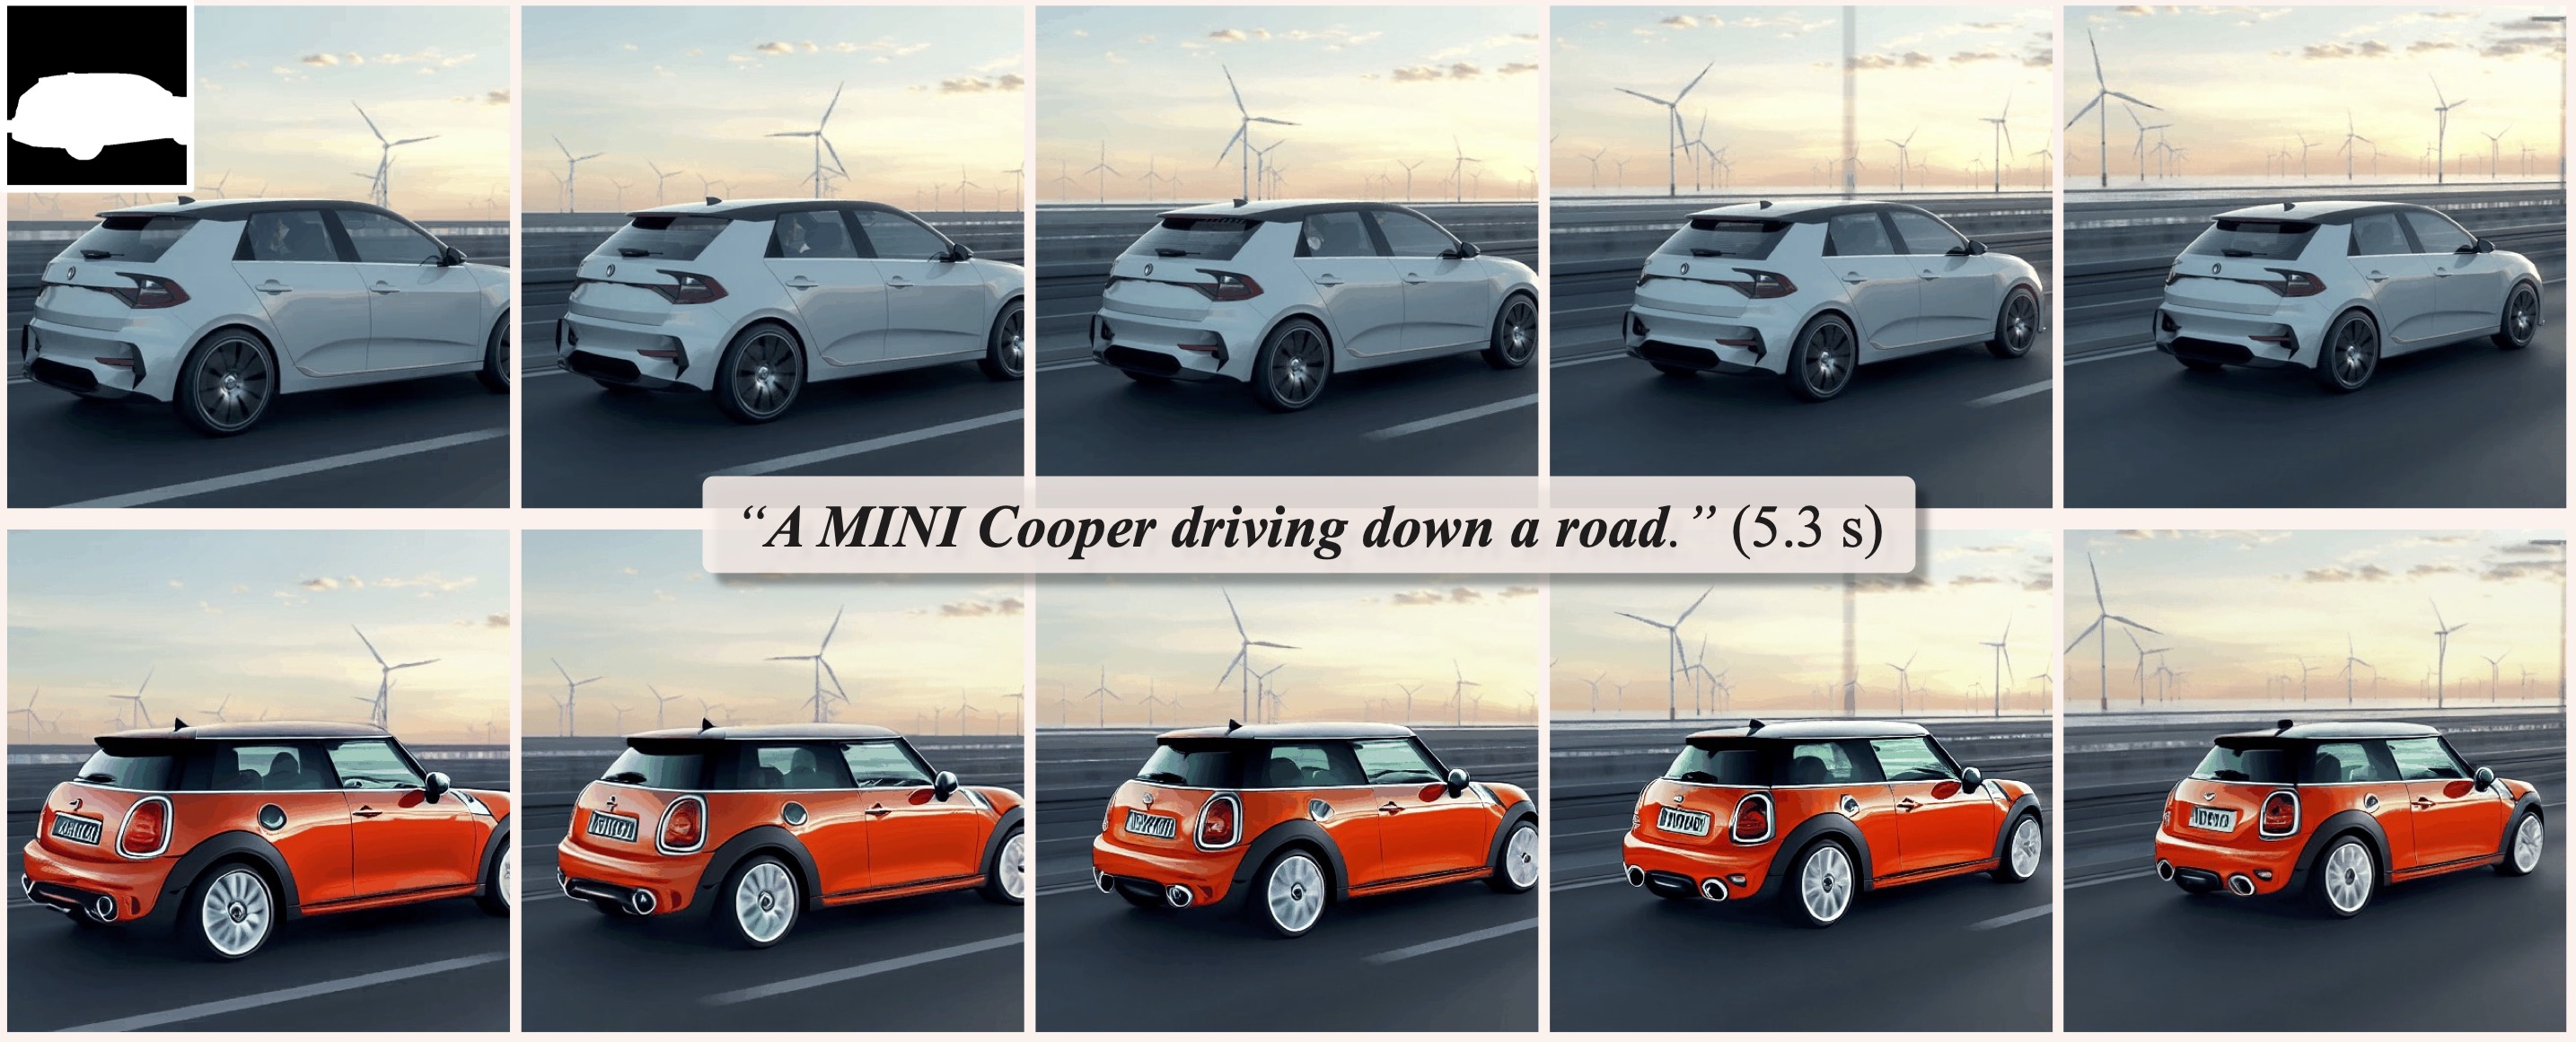 “A MINI Cooper driving down a road.” (5.3 s)